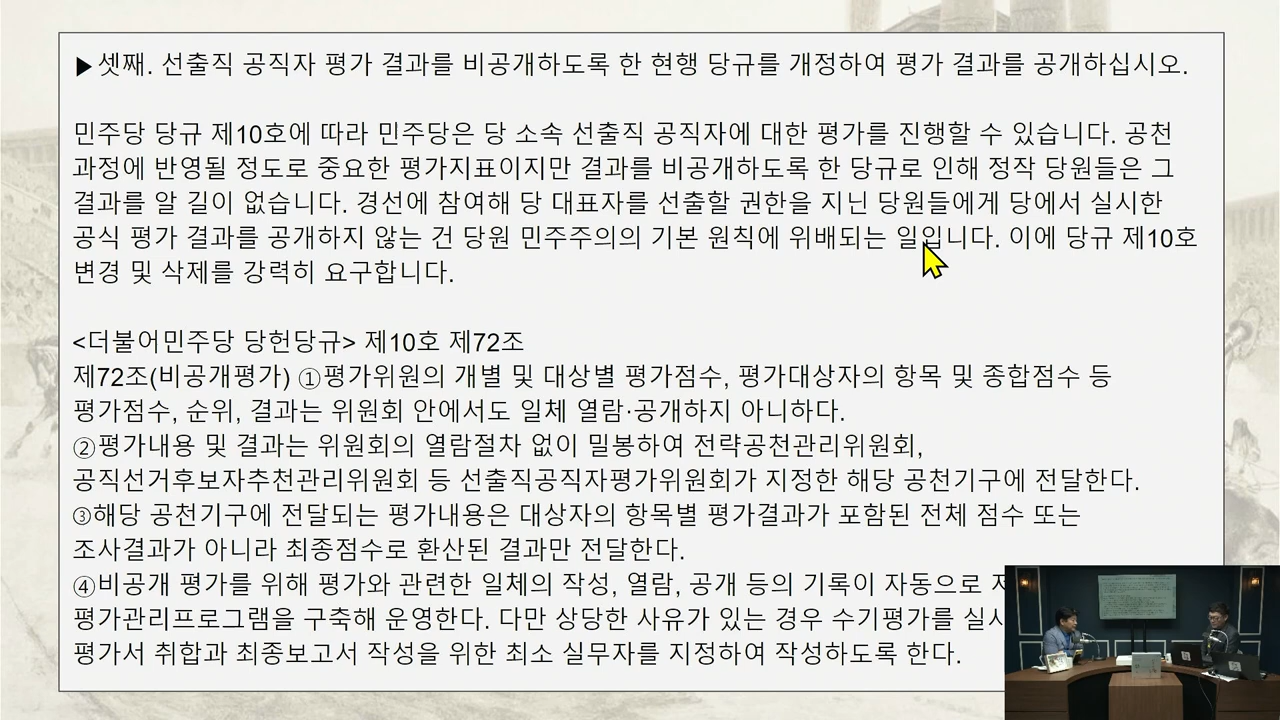 ▶셋째. 선출직 공직자 평가 결과를 비공개하도록 한 현행 당규를 개정하여 평가 결과를 공개하십시오.
민주당 당규 제10호에 따라 민주당은 당 소속 선출직 공직자에 대한 평가를 진행할 수 있습니다. 공천
과정에 반영될 정도로 중요한 평가지표이지만 결과를 비공개하도록 한 당규로 인해 정작 당원들은 그
결과를 알 길이 없습니다. 경선에 참여해 당 대표자를 선출할 권한을 지닌 당원들에게 당에서 실시한
공식 평가 결과를 공개하지 않는 건 당원 민주주의의 기본 원칙에 위배되는 일입니다. 이에 당규 제10호
변경 및 삭제를 강력히 요구합니다.
<더불어민주당 당헌당규> 제10호 제72조
제72조(비공개평가) ①평가위원의 개별 및 대상별 평가점수, 평가대상자의 항목 및 종합점수 등
평가점수, 순위, 결과는 위원회 안에서도 일체 열람·공개하지 아니하다.
②평가내용 및 결과는 위원회의 열람절차 없이 밀봉하여 전략공천관리위원회,
공직선거후보자추천관리위원회 등 선출직공직자평가위원회가 지정한 해당 공천기구에 전달한다.
③해당 공천기구에 전달되는 평가내용은 대상자의 항목별 평가결과가 포함된 전체 점수 또는
조사결과가 아니라 최종점수로 환산된 결과만 전달한다.
④비공개 평가를 위해 평가와 관련한 일체의 작성, 열람, 공개 등의 기록이 자동으로
평가관리프로그램을 구축해 운영한다. 다만 상당한 사유가 있는 경우 수기평가를 실시
평가서 취합과 최종보고서 작성을 위한 최소 실무자를 지정하여 작성하도록 한다.